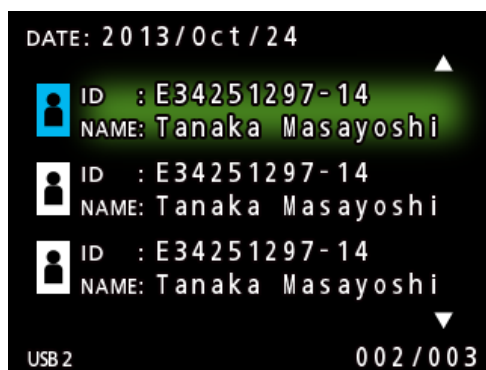 DATE: 2013/Oct/24
ID : E34251297-14
NAME: Tanaka Masayoshi
ID : E34251297-14
NAME: Tanaka Masayoshi
ID : E34251297-14
NAME: Tanaka Masayoshi
USB 2 002/003